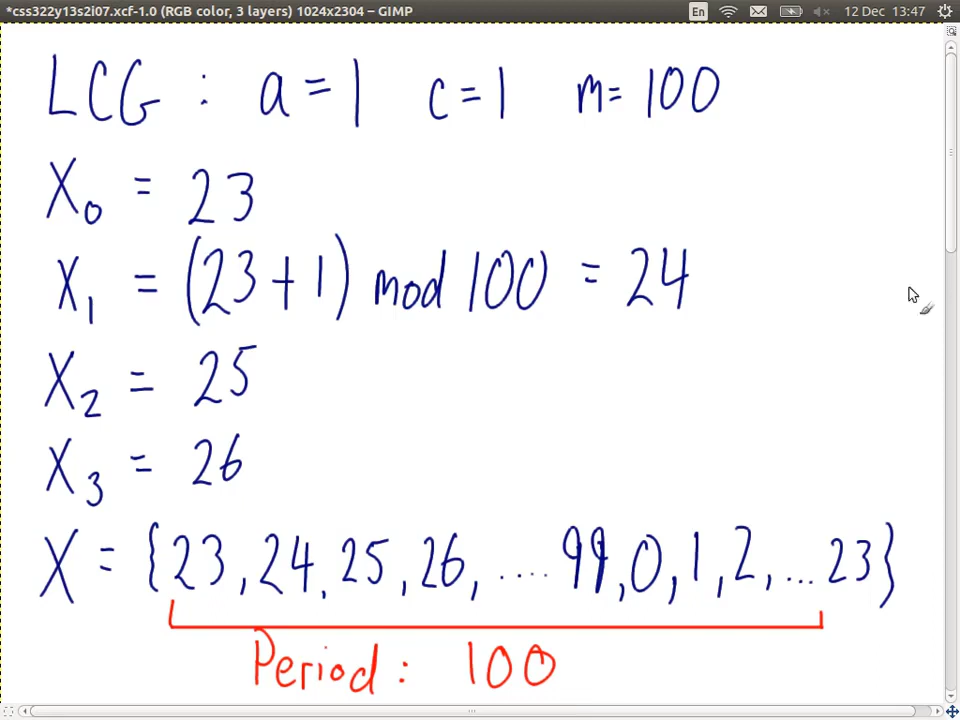 *css322y13s2i07.xcf-1.0 (RGB color, 3 layers) 1024x2304 – GIMP En 12 Dec 13:47
LCG : a = 1 c = 1 m = 100
X₀ = 23
X₁ = (23 + 1) mod 100 = 24
X₂ = 25
X₃ = 26
X = {23, 24, 25, 26, .... 99, 0, 1, 2, ... 23}
Period : 100